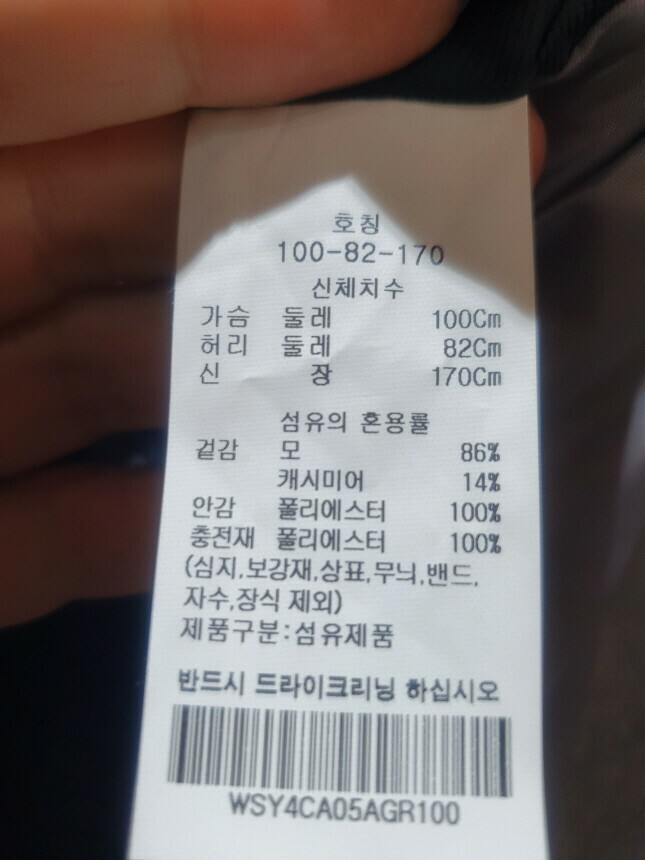 호칭
100-82-170
신체치수
가슴 둘레 100Cm
허리 둘레 82Cm
신 장 170Cm
섬유의 혼용률
겉감 모 86%
캐시미어 14%
안감 폴리에스터 100%
충전재 폴리에스터 100%
(심지,보강재,상표,무늬,밴드,
자수,장식 제외)
제품구분:섬유제품
반드시 드라이크리닝 하십시오
WSY4CA05AGR100